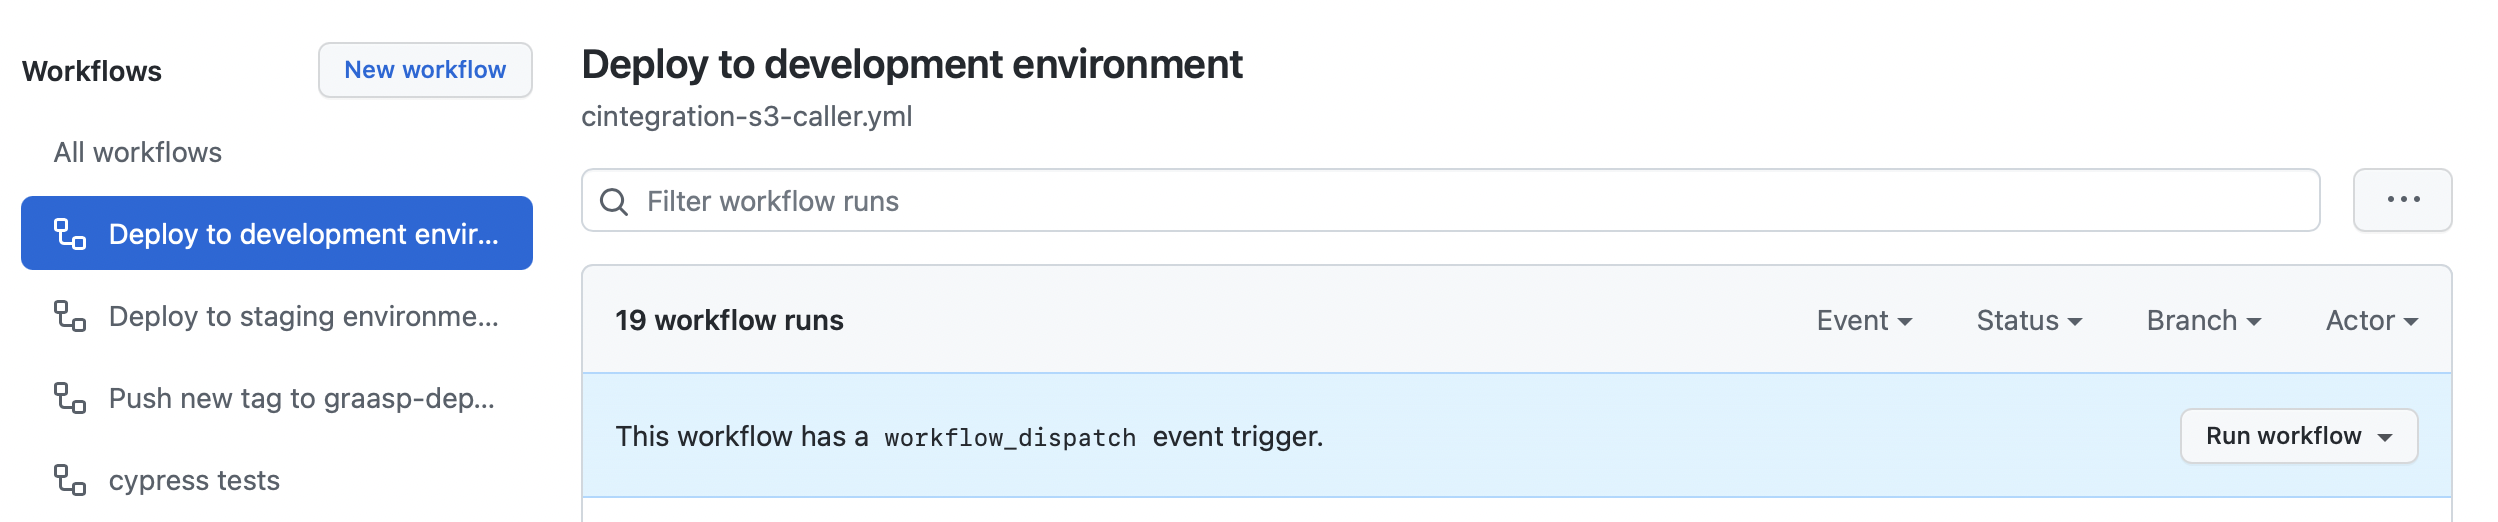 Workflows
New workflow
All workflows
Deploy to development envir...
Deploy to staging environme...
Push new tag to graasp-dep...
cypress tests
Deploy to development environment
cintegration-s3-caller.yml
Filter workflow runs
19 workflow runs
Event
Status
Branch
Actor
This workflow has a workflow_dispatch event trigger.
Run workflow